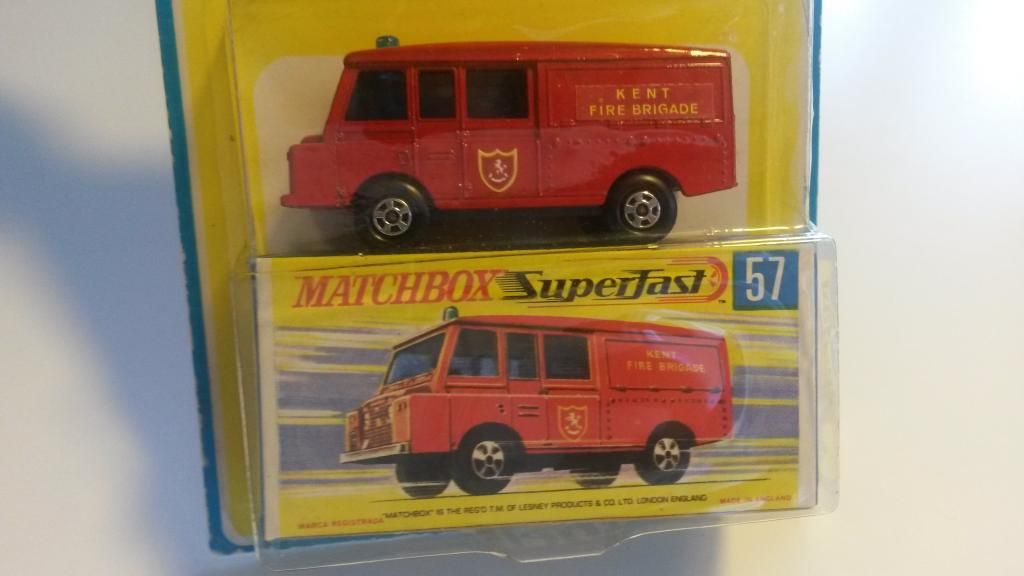 KENT
FIRE BRIGADE
MATCHBOX Superfast TM 57
KENT
FIRE BRIGADE
"MATCHBOX" IS THE REG'D T.M. OF LESNEY PRODUCTS & CO. LTD. LONDON ENGLAND
MARCA REGISTRADA
MADE IN ENGLAND